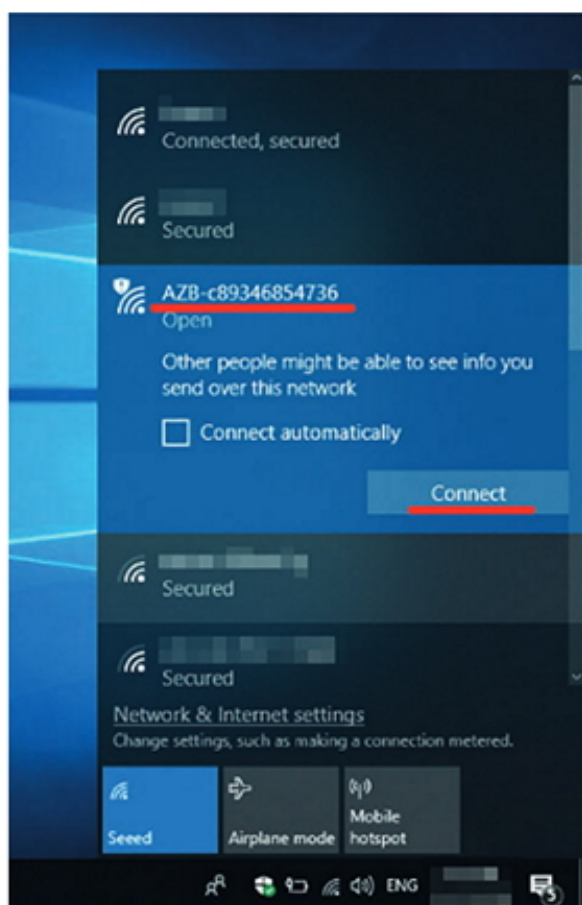 Connected, secured
Secured
AZB-c89346854736
Open
Other people might be able to see info you
send over this network
Connect automatically
Connect
Secured
Secured
Network & Internet settings
Change settings, such as making a connection metered.
Seeed
Airplane mode
Mobile
hotspot
ENG
5